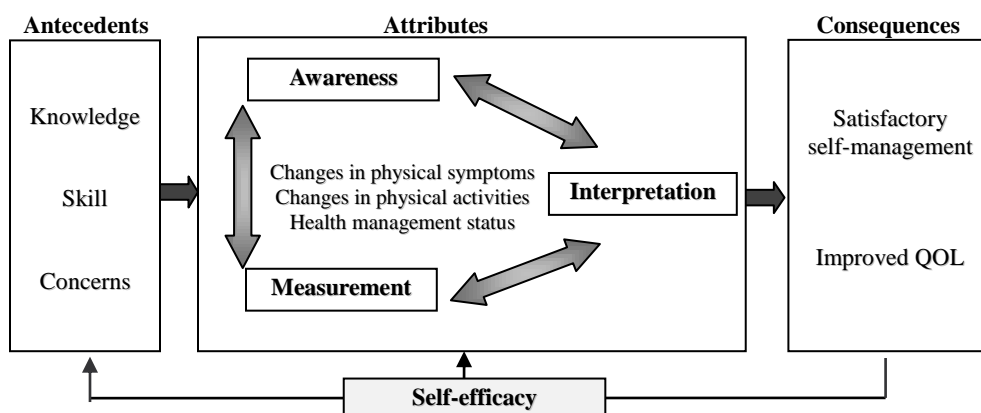 Antecedents
Attributes
Consequences
Knowledge
Skill
Concerns
Awareness
Changes in physical symptoms
Changes in physical activities
Health management status
Interpretation
Measurement
Satisfactory
self-management
Improved QOL
Self-efficacy